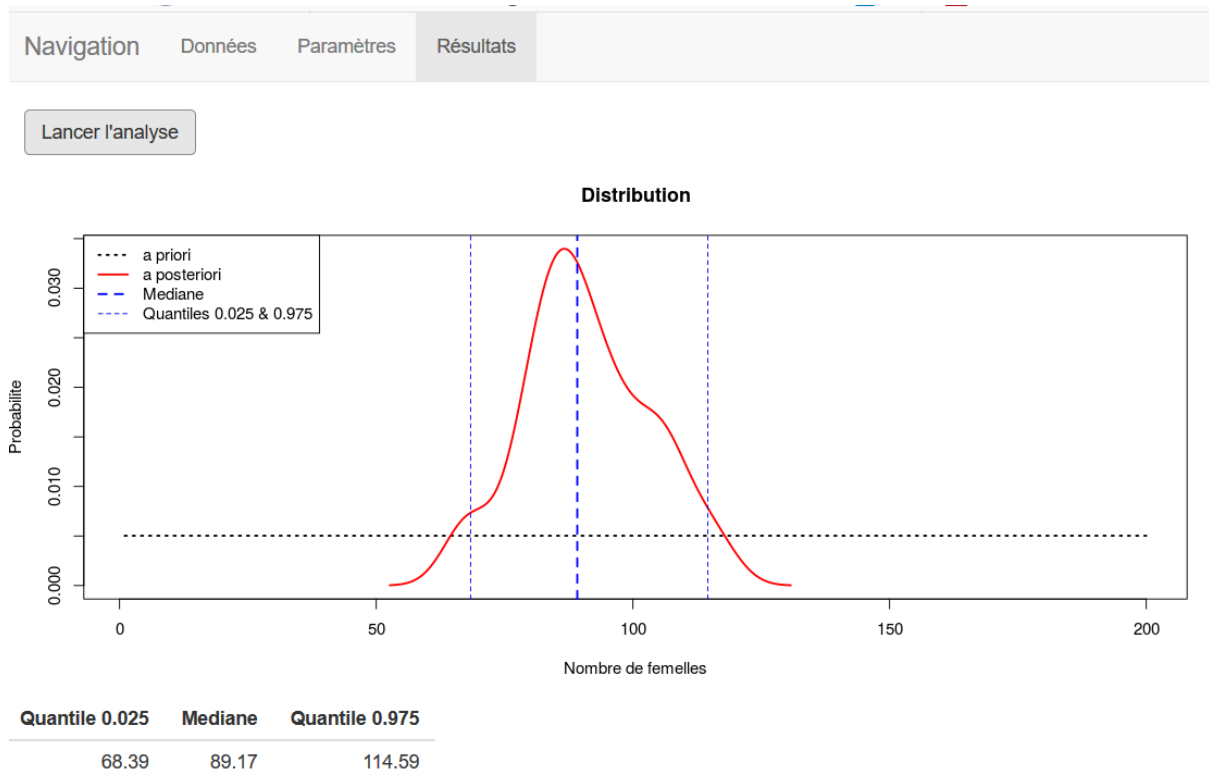 Navigation Données Paramètres Résultats
Lancer l'analyse
Distribution
a priori
a posteriori
Mediane
Quantiles 0.025 & 0.975
Probabilite
0.030
0.020
0.010
0.000
0 50 100 150 200
Nombre de femelles
Quantile 0.025 Mediane Quantile 0.975
68.39 89.17 114.59